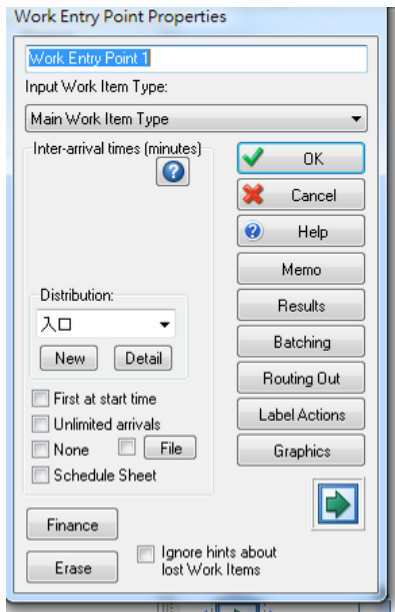 Work Entry Point Properties
Work Entry Point 1
Input Work Item Type:
Main Work Item Type
Inter-arrival times (minutes)
Distribution:
入口
New
Detail
First at start time
Unlimited arrivals
None
File
Schedule Sheet
Finance
Erase
OK
Cancel
Help
Memo
Results
Batching
Routing Out
Label Actions
Graphics
Ignore hints about
lost Work Items